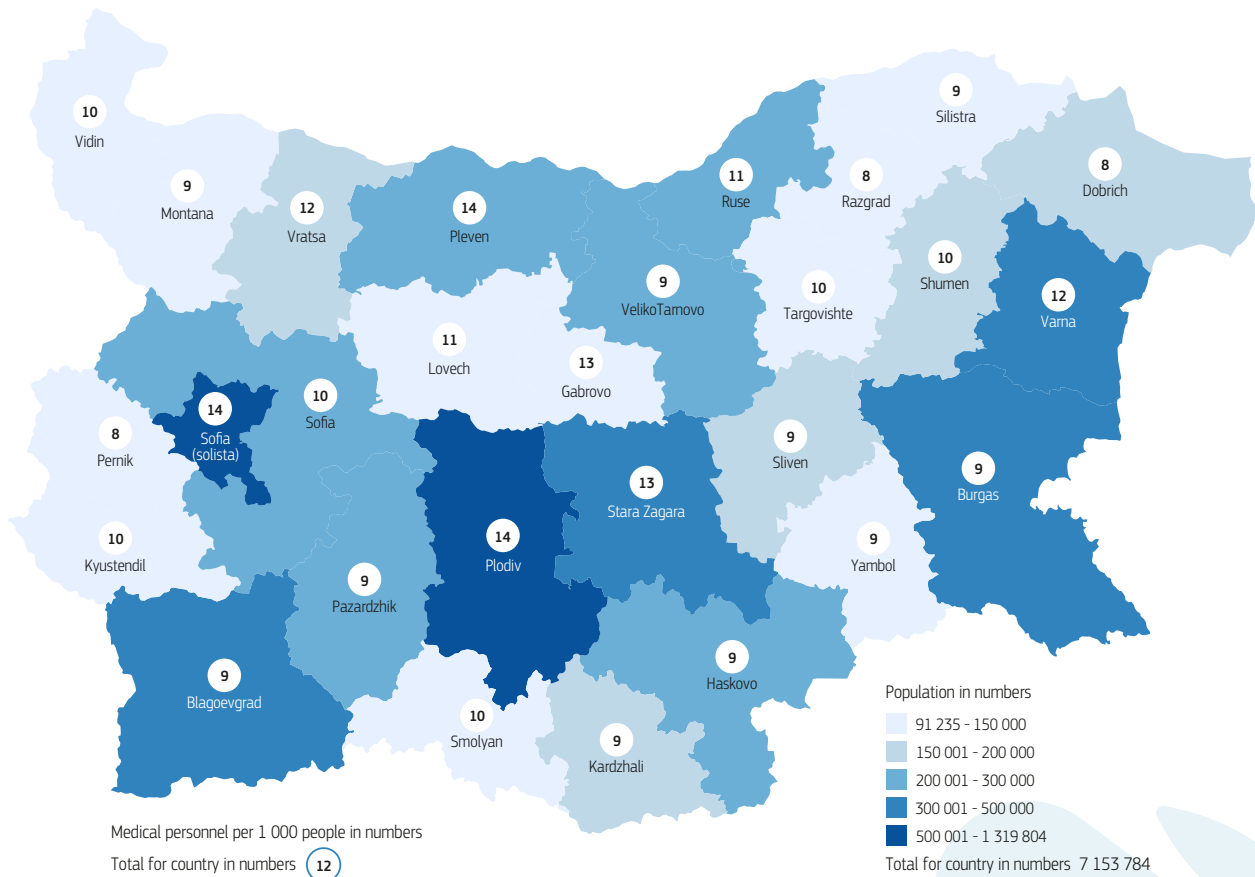 10
Vidin
9
Montana
12
Vratsa
14
Pleven
11
Ruse
9
Silistra
8
Razgrad
8
Dobrich
9
VelikoTarnovo
10
Targovishte
10
Shumen
12
Varna
11
Lovech
13
Gabrovo
14
Sofia
(solista)
10
Sofia
8
Pernik
10
Kyustendil
14
Plodiv
13
Stara Zagara
9
Sliven
9
Burgas
9
Yambol
9
Pazardzhik
9
Blagoevgrad
10
Smolyan
9
Kardzhali
9
Haskovo
Medical personnel per 1 000 people in numbers
Total for country in numbers 12
Population in numbers
91 235 - 150 000
150 001 - 200 000
200 001 - 300 000
300 001 - 500 000
500 001 - 1 319 804
Total for country in numbers 7 153 784